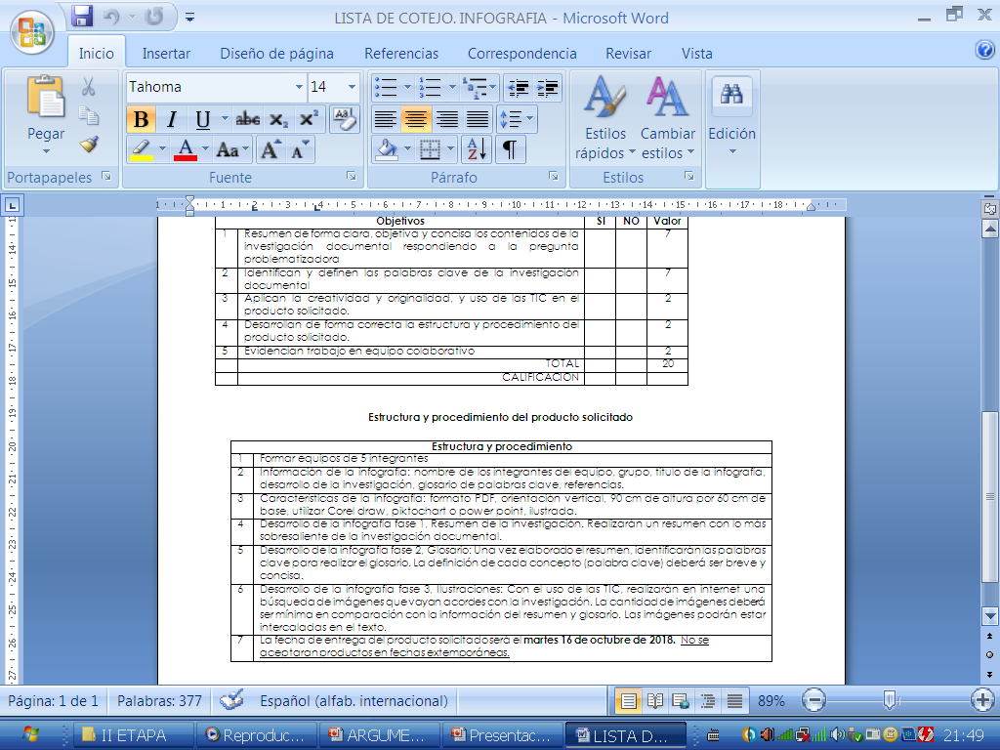 LISTA DE COTEJO. INFOGRAFIA - Microsoft Word
Inicio Insertar Diseño de página Referencias Correspondencia Revisar Vista
Tahoma 14
Pegar
Estilos rápidos
Cambiar estilos
Edición
Portapapeles Fuente Párrafo Estilos
Objetivos SI NO Valor
1 Resumen de forma clara, objetiva y concisa los contenidos de la
investigación documental respondiendo a la pregunta
problematizadora 7
2 Identifican y definen las palabras clave de la investigación
documental 7
3 Aplican la creatividad y originalidad, y uso de las TIC en el
producto solicitado. 2
4 Desarrollan de forma correcta la estructura y procedimiento del
producto solicitado. 2
5 Evidencian trabajo en equipo colaborativo 2
TOTAL 20
CALIFICACION
Estructura y procedimiento del producto solicitado
Estructura y procedimiento
1 Formar equipos de 5 integrantes
2 Información de la infografía: nombre de los integrantes del equipo, grupo, titulo de la infografía,
desarrollo de la investigación, glosario de palabras clave, referencias.
3 Características de la infografía: formato PDF, orientación vertical, 90 cm de altura por 60 cm de
base, utilizar Corel draw, piktochart o power point, ilustrada.
4 Desarrollo de la infografía fase 1, Resumen de la investigación. Realizarán un resumen con lo más
sobresaliente de la investigación documental.
5 Desarrollo de la infografía fase 2, Glosario: Una vez elaborado el resumen, identificarán las palabras
clave para realizar el glosario. La definición de cada concepto (palabra clave) deberá ser breve y
concisa.
6 Desarrollo de la infografía fase 3, Ilustraciones: Con el uso de las TIC, realizarán en internet una
búsqueda de imágenes que vayan acordes con la investigación. La cantidad de imágenes deberá
ser mínima en comparación con la información del resumen y glosario. Las imágenes podrán estar
intercaladas en el texto.
7 La fecha de entrega del producto solicitado será el martes 16 de octubre de 2018. No se
aceptaran productos en fechas extemporáneas.
Página: 1 de 1 Palabras: 377 Español (alfab. internacional) 89%
II ETAPA Reproduc... ARGUME... Presentac... LISTA D... 21:49